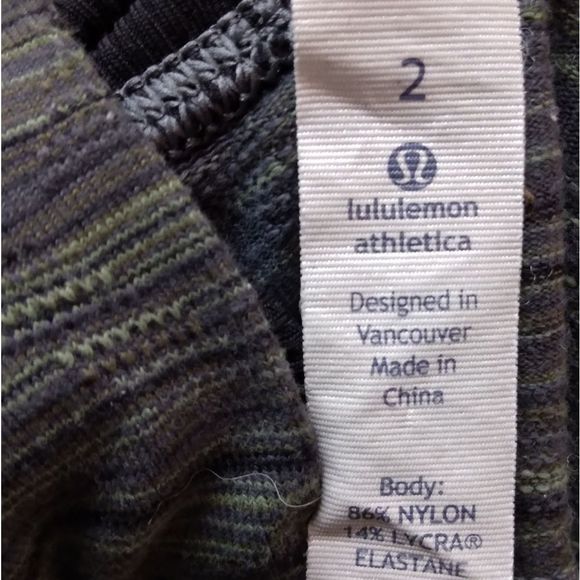 2
lululemon
athletica
Designed in
Vancouver
Made in
China
Body:
86% NYLON
14% LYCRA®
ELASTANE